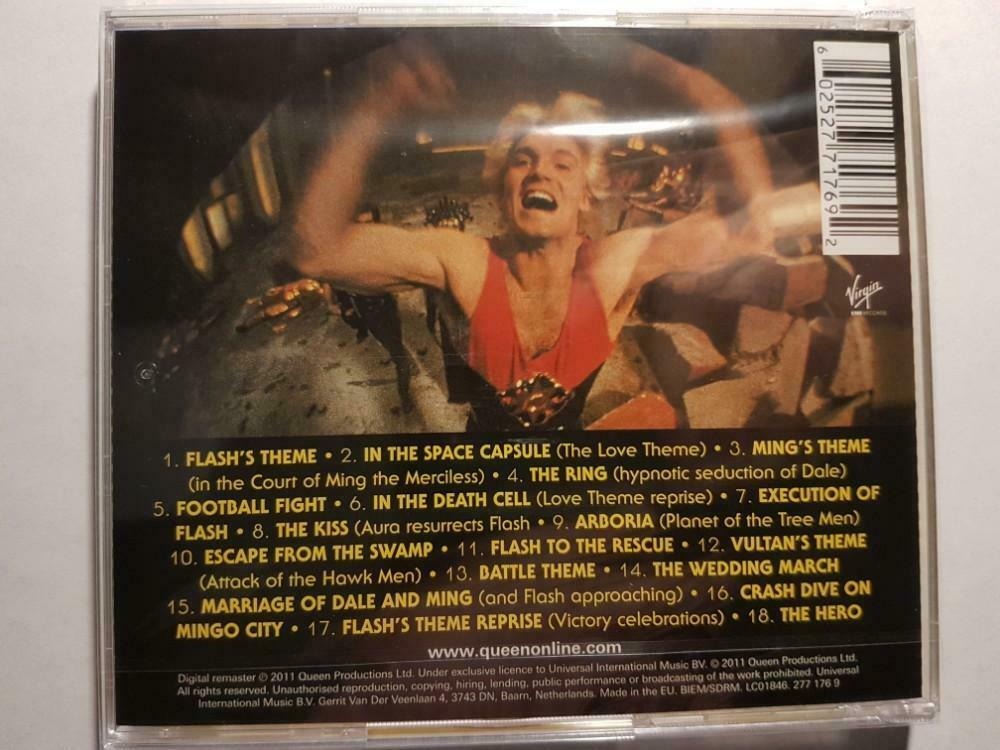 6 02527 71769 2
Virgin
EMI RECORDS
1. FLASH'S THEME • 2. IN THE SPACE CAPSULE (The Love Theme) • 3. MING'S THEME
(in the Court of Ming the Merciless) • 4. THE RING (hypnotic seduction of Dale)
5. FOOTBALL FIGHT • 6. IN THE DEATH CELL (Love Theme reprise) • 7. EXECUTION OF
FLASH • 8. THE KISS (Aura resurrects Flash • 9. ARBORIA (Planet of the Tree Men)
10. ESCAPE FROM THE SWAMP • 11. FLASH TO THE RESCUE • 12. VULTAN'S THEME
(Attack of the Hawk Men) • 13. BATTLE THEME • 14. THE WEDDING MARCH
15. MARRIAGE OF DALE AND MING (and Flash approaching) • 16. CRASH DIVE ON
MINGO CITY • 17. FLASH'S THEME REPRISE (Victory celebrations) • 18. THE HERO
www.queenonline.com
Digital remaster ℗ 2011 Queen Productions Ltd. Under exclusive licence to Universal International Music BV. © 2011 Queen Productions Ltd.
All rights reserved. Unauthorised reproduction, copying, hiring, lending, public performance or broadcasting of the work prohibited. Universal
International Music B.V. Gerrit Van Der Veenlaan 4, 3743 DN, Baarn, Netherlands. Made in the EU. BIEM/SDRM. LC01846. 277 176 9